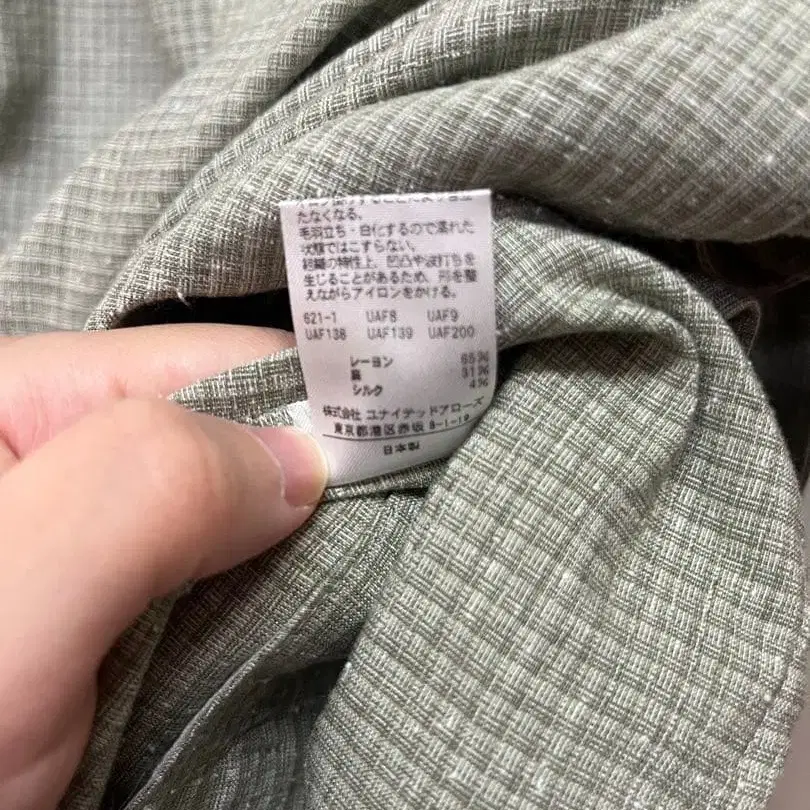 たなくなる。
毛羽立ち・白化するので濡れた
状態ではこすらない。
組織の特性上、凹凸や波打ち
を
生じることがあるため、形を整
えながらアイロンをかける。
621-1 UAF8 UAF9
UAF138 UAF139 UAF200
レーヨン 65%
麻 31%
シルク 4%
株式会社 ユナイテッドアローズ
東京都港区赤坂 8-1-19
日本製